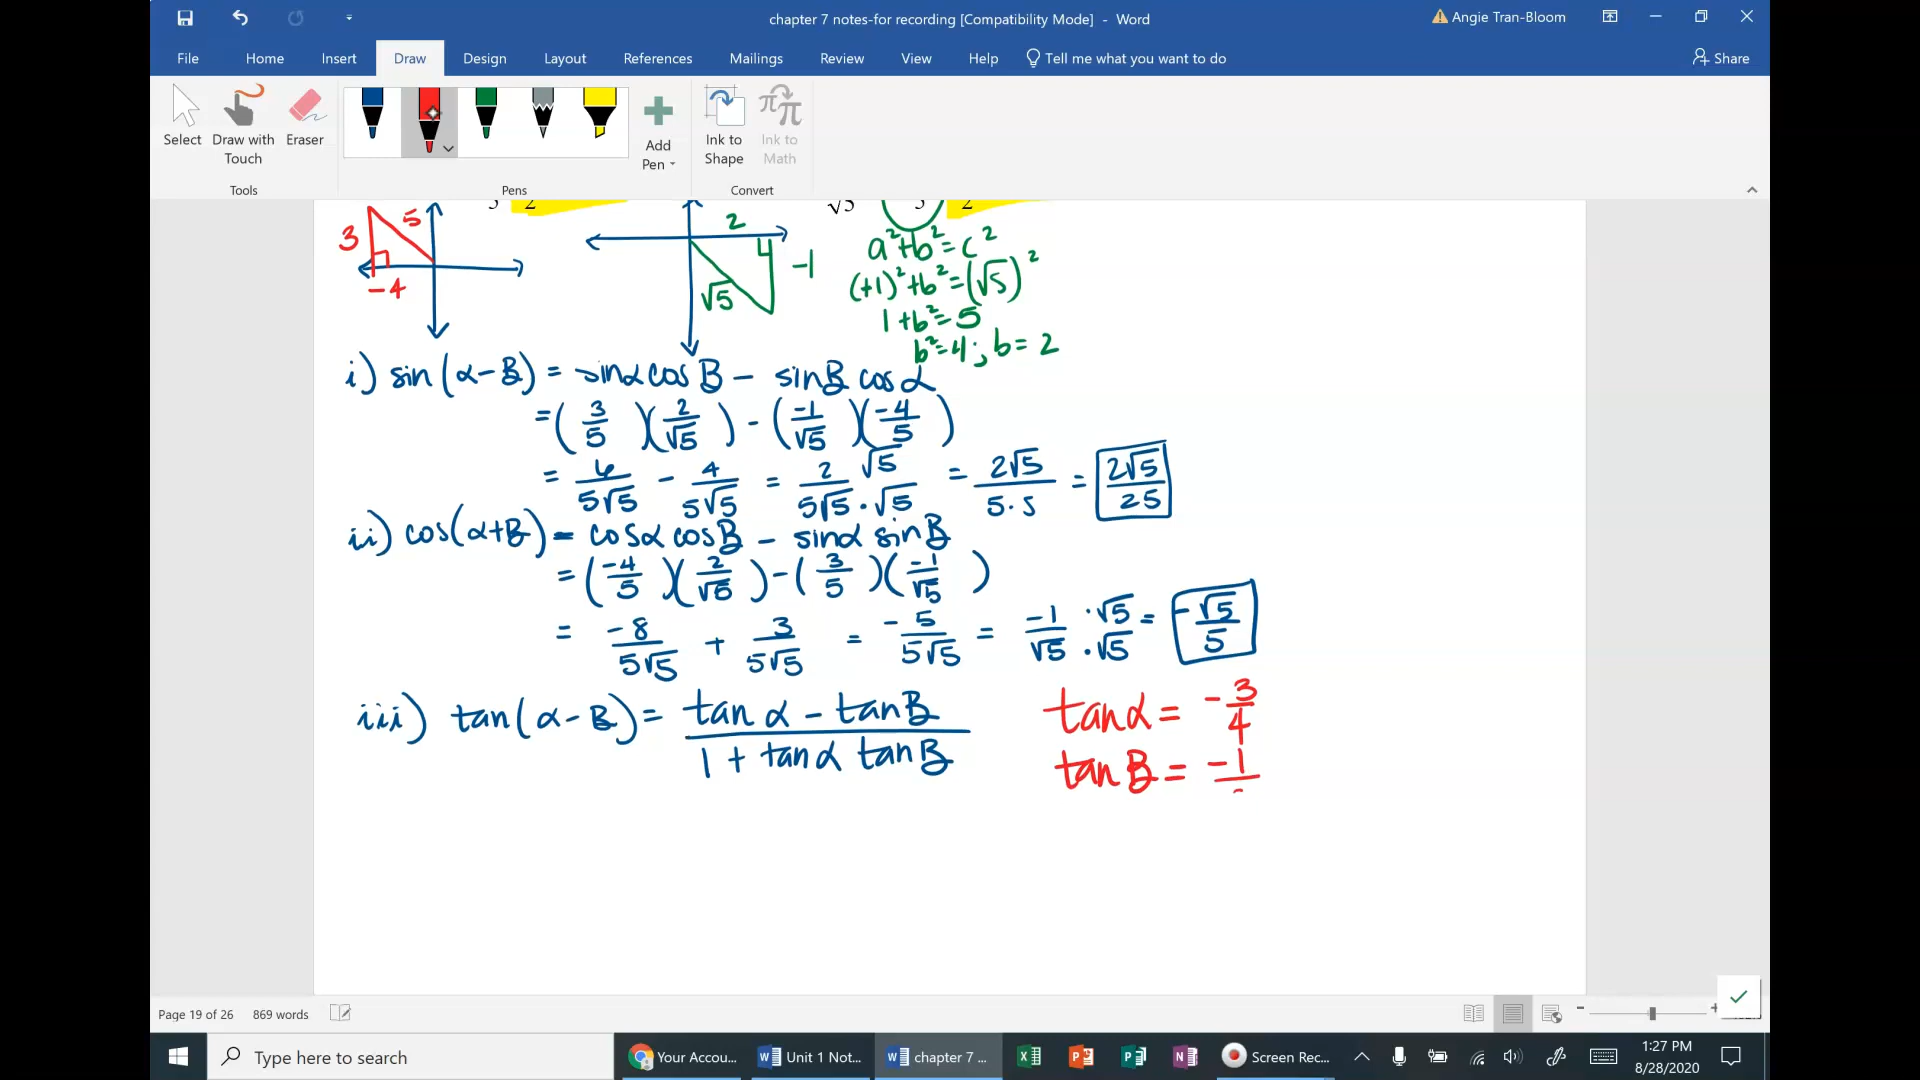 chapter 7 notes-for recording [Compatibility Mode] - Word
Angie Tran-Bloom
File Home Insert Draw Design Layout References Mailings Review View Help Tell me what you want to do Share
Select Draw with Touch Eraser Add Pen Ink to Shape Ink to Math
Tools Pens Convert
3 5 -4
2 -1 √5
a²+b²=c²
(+1)²+b²=(√5)²
1+b²=5
b²=4; b=2
i) sin(α-B) = sinα cosB - sinB cosα
=(3/5)(2/√5)-(-1/√5)(-4/5)
= 6/5√5 - 4/5√5 = 2/5√5 · √5/√5 = 2√5/5·5 = 2√5/25
ii) cos(α+B) = cosα cosB - sinα sinB
=(-4/5)(2/√5)-(3/5)(-1/√5)
= -8/5√5 + 3/5√5 = -5/5√5 = -1/√5 · √5/√5 = -√5/5
iii) tan(α-B) = tanα - tanB / 1 + tanα tanB
tanα = -3/4
tanB = -1
Page 19 of 26 869 words
Type here to search
Your Accou... Unit 1 Not... chapter 7 ... Screen Rec...
1:27 PM
8/28/2020